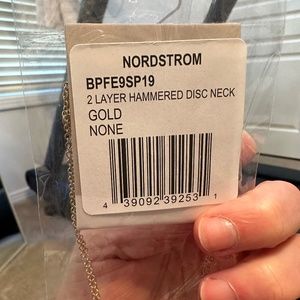 NORDSTROM
BPFE9SP19
2 LAYER HAMMERED DISC NECK
GOLD
NONE
4 39092 39253 1